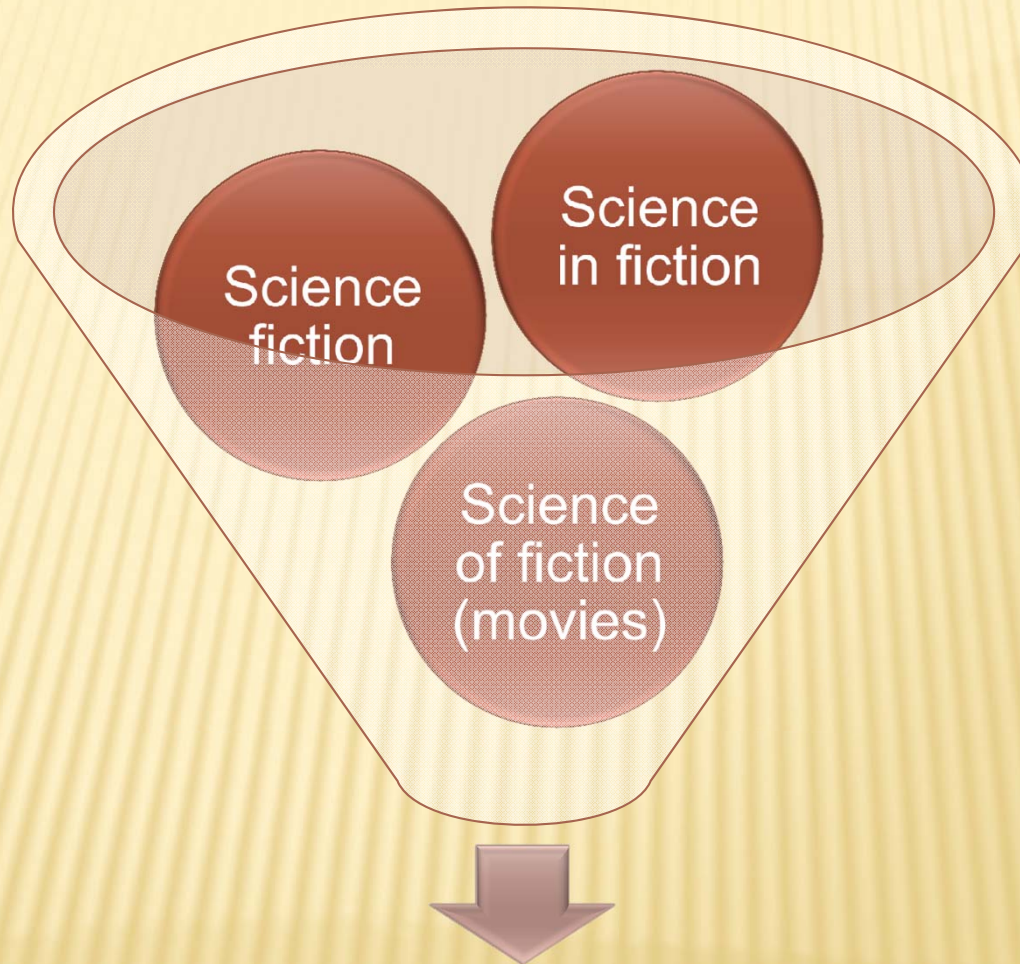 Science
in fiction
Science
fiction
Science
of fiction
(movies)